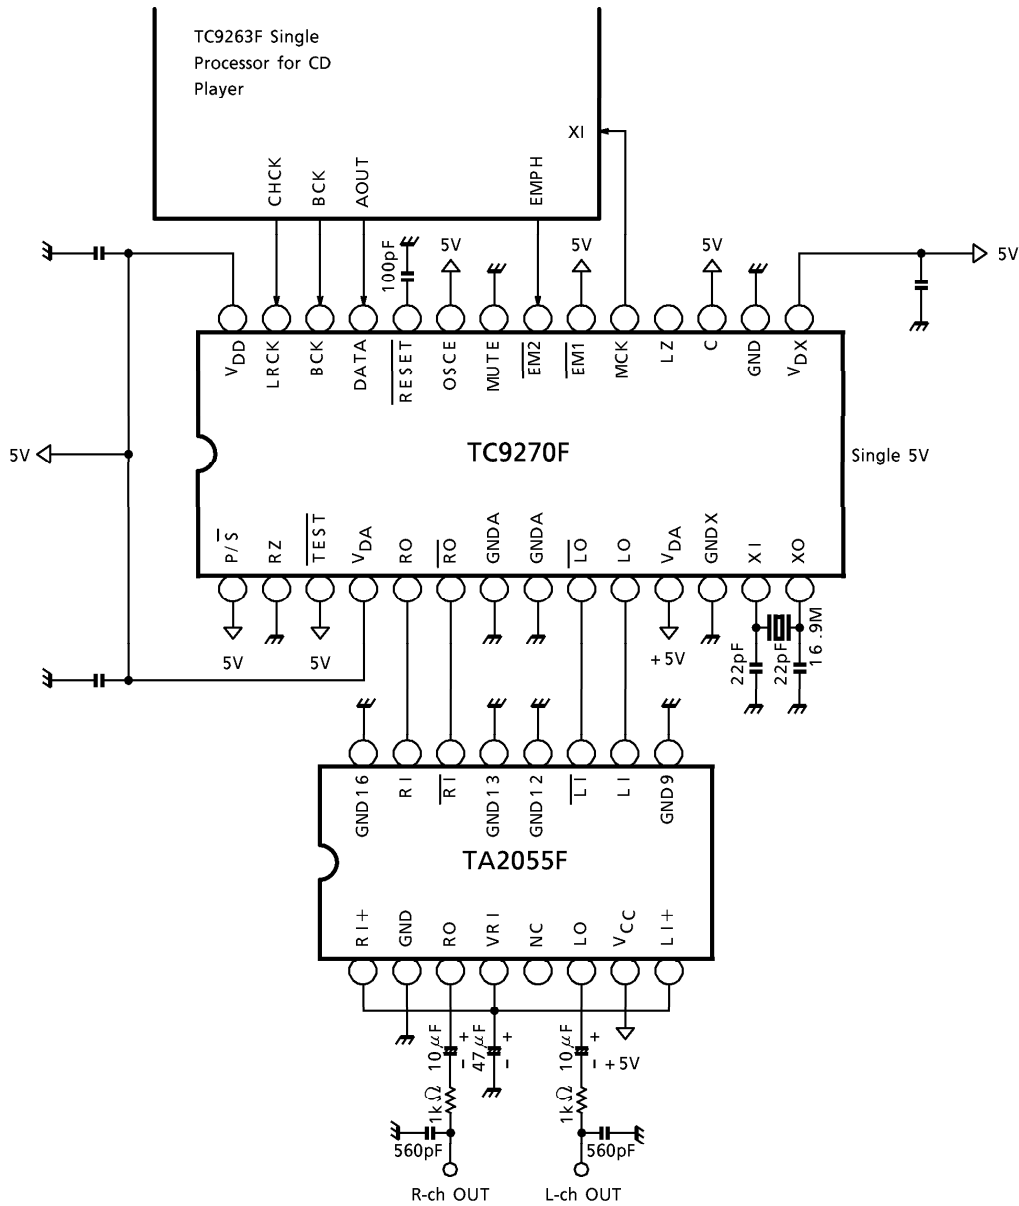 TC9263F Single
Processor for CD
Player
XI
CHCK
BCK
AOUT
EMPH
100pF
5V
5V
5V
5V
VDD
LRCK
BCK
DATA
RESET
OSCE
MUTE
EM2
EM1
MCK
LZ
C
GND
VDX
5V
TC9270F
Single 5V
P/S
RZ
TEST
VDA
RO
RO
GNDA
GNDA
LO
LO
VDA
GNDX
XI
XO
5V
5V
+5V
22pF
22pF
16.9M
GND16
RI
RI
GND13
GND12
LI
LI
GND9
TA2055F
RI+
GND
RO
VRI
NC
LO
VCC
LI+
10μF
+
-
47μF
+
-
10μF
+
-
+5V
1kΩ
1kΩ
560pF
560pF
R-ch OUT
L-ch OUT